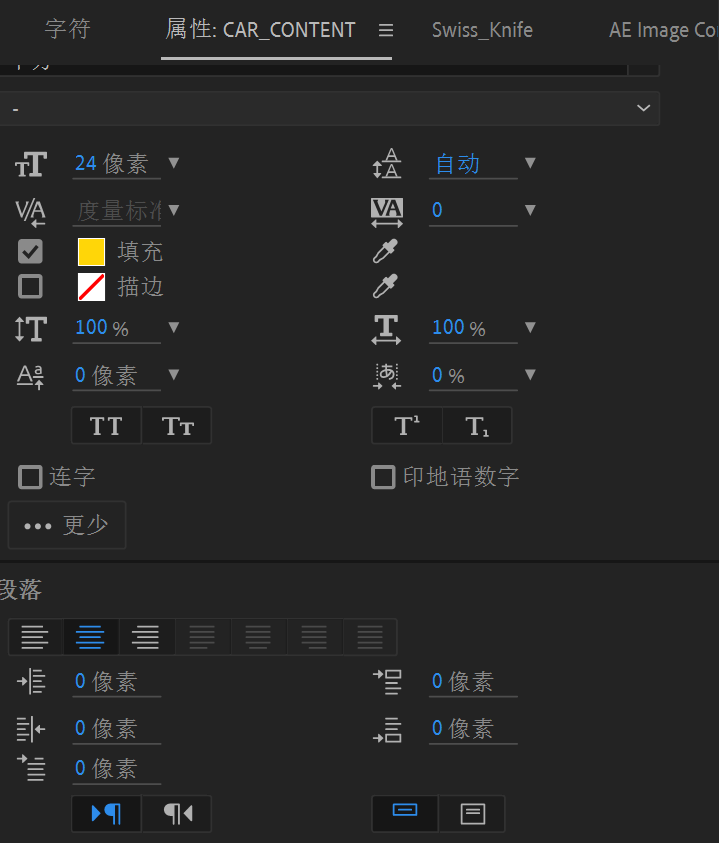 字符 属性: CAR_CONTENT Swiss_Knife AE Image Co
-
24 像素 自动
度量标准 0
填充
描边
100 % 100 %
0 像素 0 %
TT Tт T¹ T₁
连字 印地语数字
更少
段落
0 像素 0 像素
0 像素 0 像素
0 像素